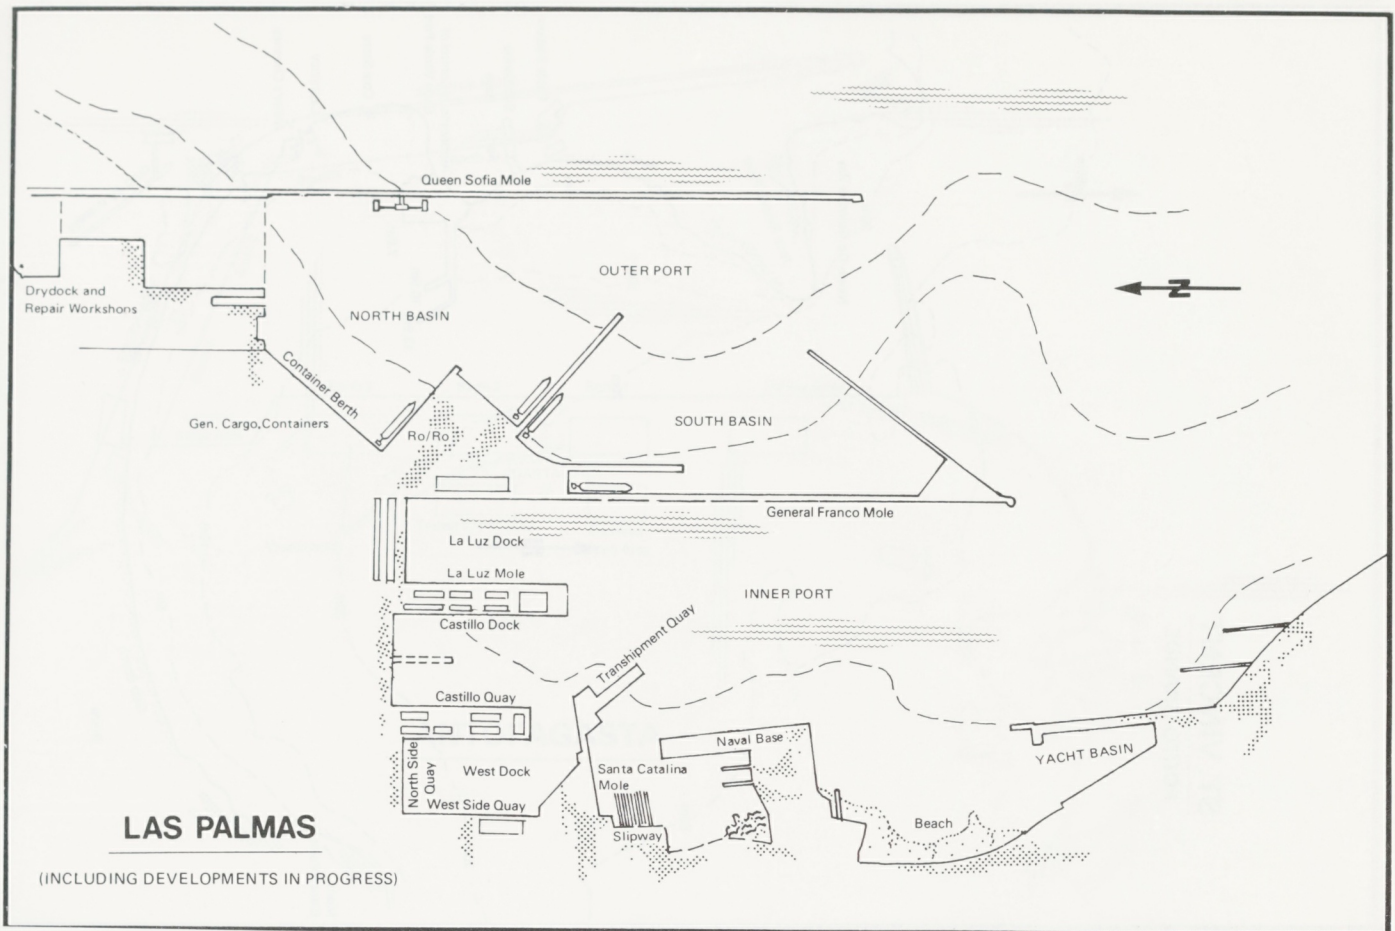 Queen Sofia Mole
OUTER PORT
N
Drydock and
Repair Workshons
NORTH BASIN
Container Berth
Gen. Cargo,Containers
Ro/Ro
SOUTH BASIN
General Franco Mole
La Luz Dock
La Luz Mole
INNER PORT
Castillo Dock
Transhipment Quay
Castillo Quay
Naval Base
YACHT BASIN
North Side
Quay
West Dock
Santa Catalina
Mole
West Side Quay
Slipway
Beach
LAS PALMAS
(INCLUDING DEVELOPMENTS IN PROGRESS)